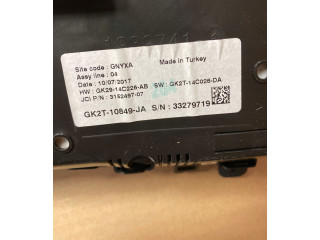 Site code : GNYXA Made in Turkey
Assy line : 04
Date : 10/07/2017
HW : GK29-14C226-AB SW : GK2T-14C026-DA
JCI P/N : 3152497-07
GK2T-10849-JA S/N : 33279719